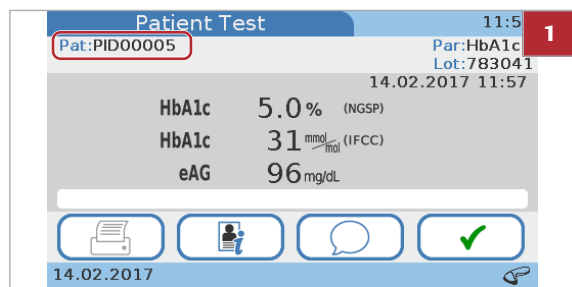 Patient Test 11:5
1
Pat:PID00005 Par:HbA1c
Lot:783041
14.02.2017 11:57
HbA1c 5.0 % (NGSP)
HbA1c 31 mmol/mol (IFCC)
eAG 96 mg/dL
14.02.2017